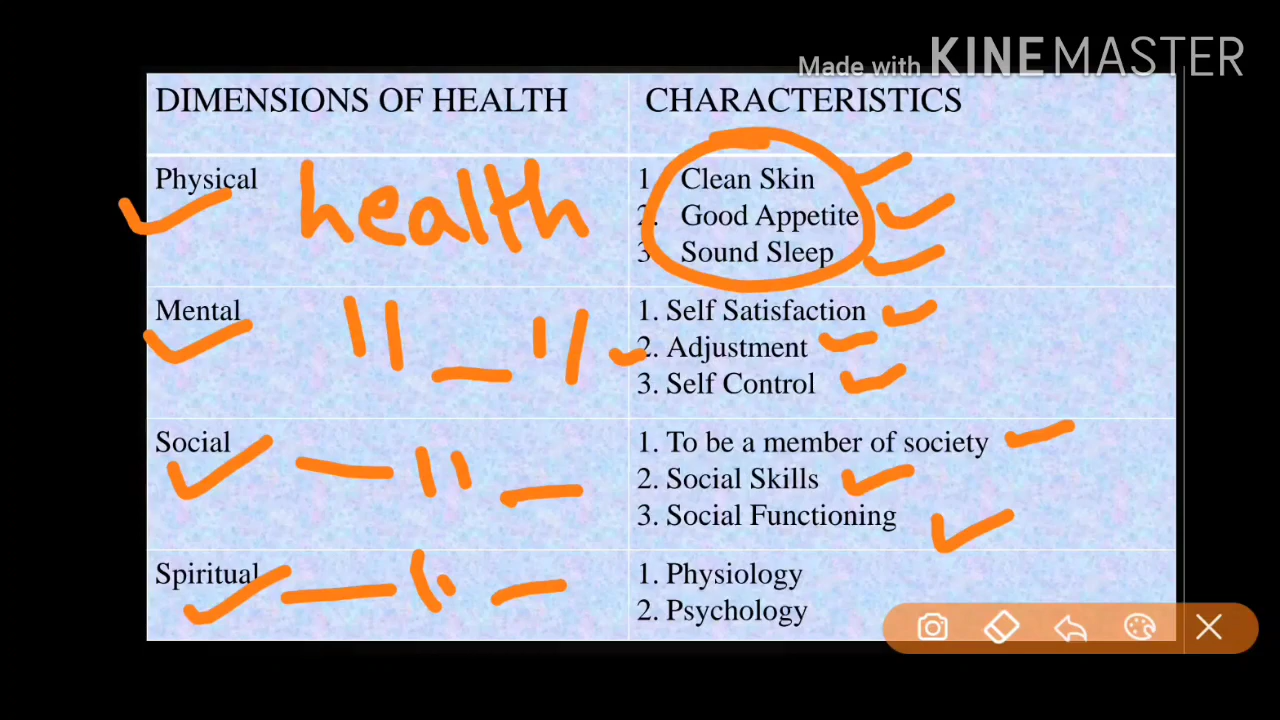 Made with KINEMASTER
DIMENSIONS OF HEALTH
CHARACTERISTICS
Physical
health
1. Clean Skin
2. Good Appetite
3 Sound Sleep
Mental
1. Self Satisfaction
2. Adjustment
3. Self Control
Social
1. To be a member of society
2. Social Skills
3. Social Functioning
Spiritual
1. Physiology
2. Psychology